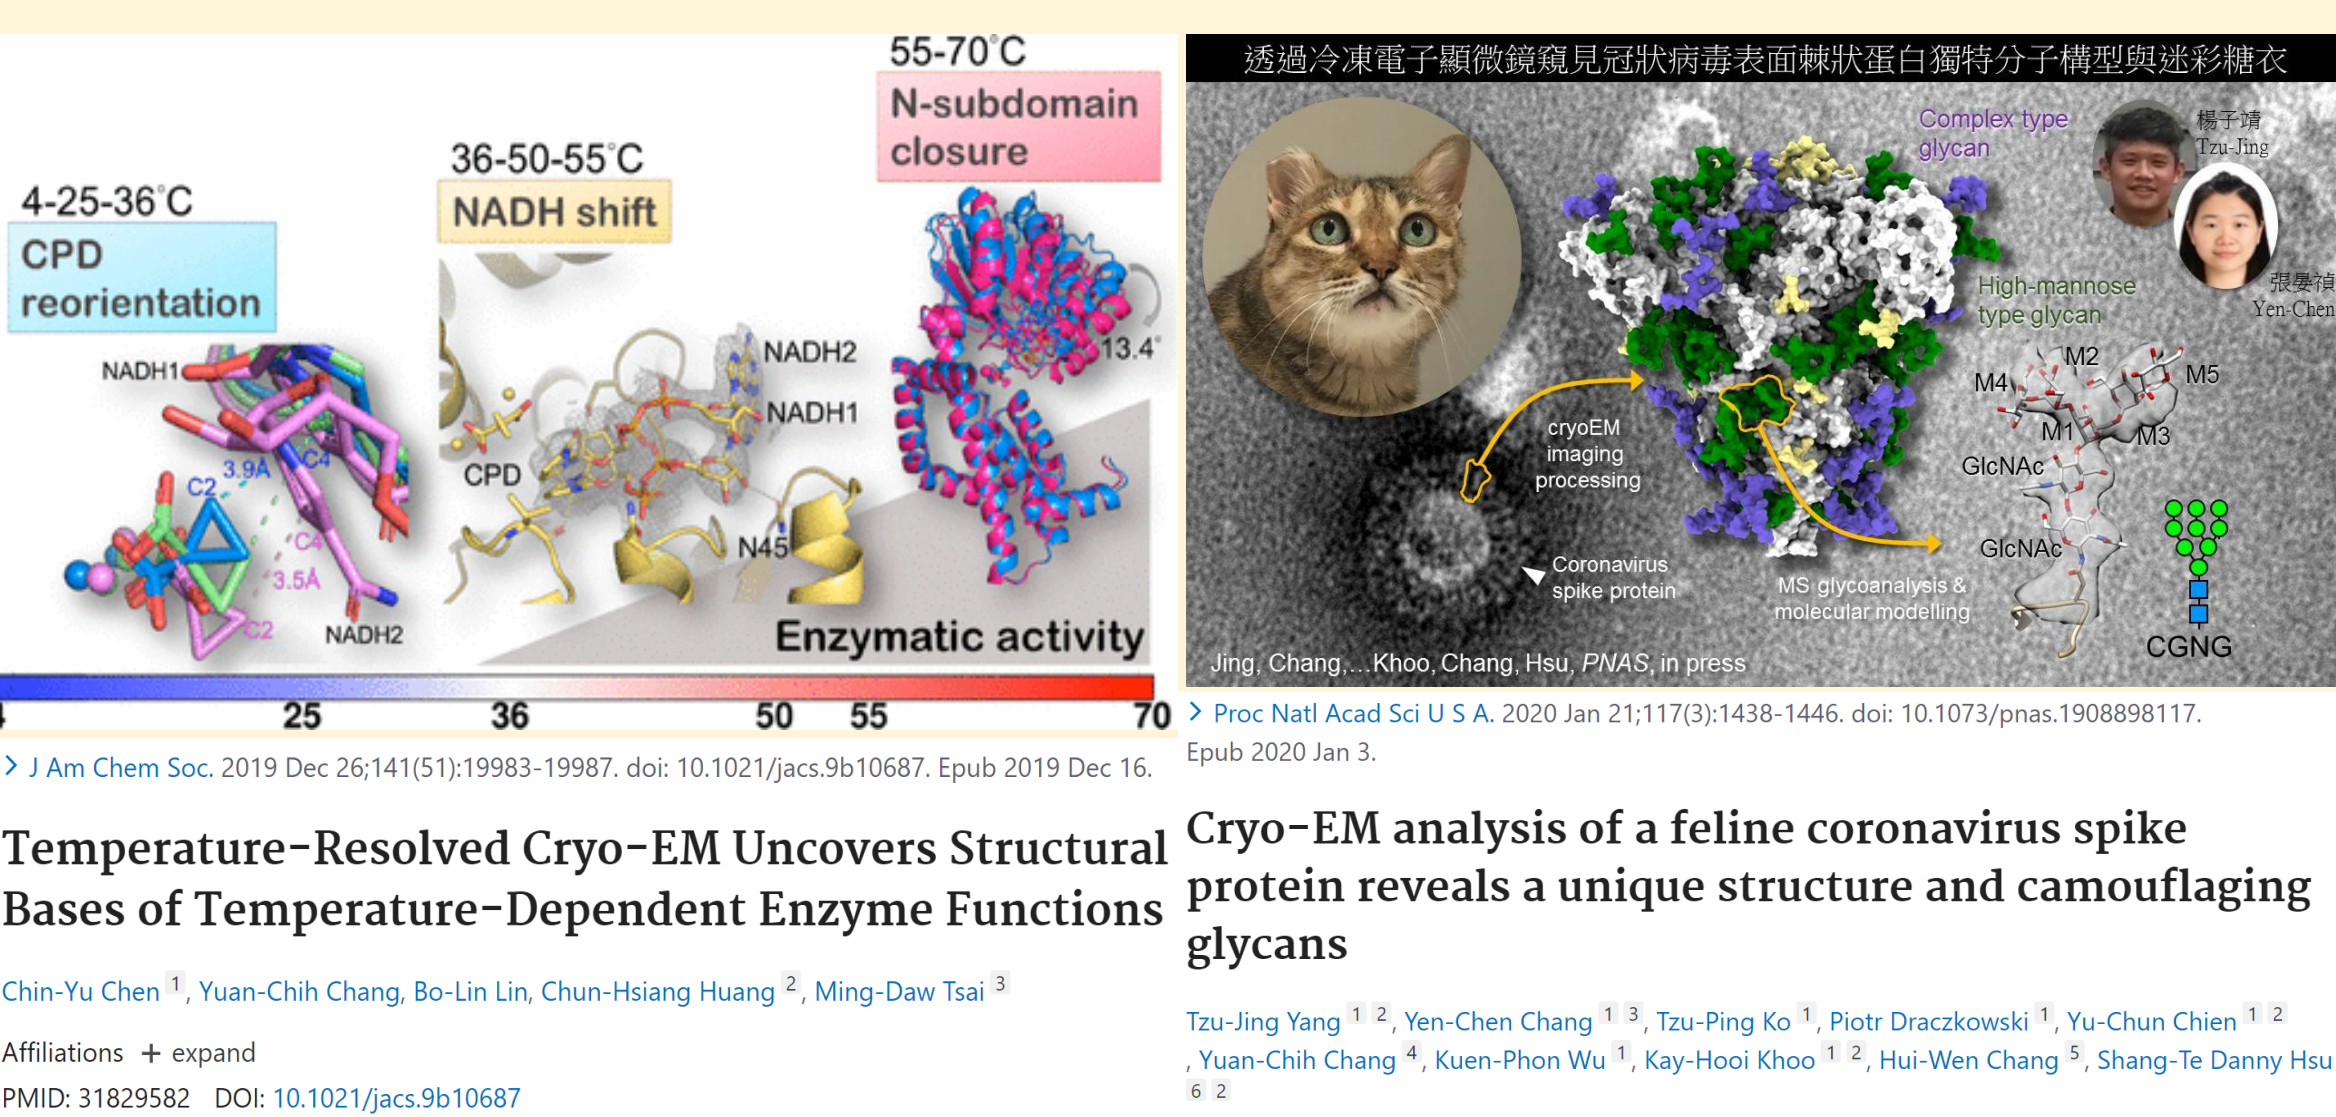 4-25-36°C
CPD
reorientation
NADH1
3.9Å
C4
C2
C4
3.5Å
C2
NADH2
36-50-55°C
NADH shift
NADH2
NADH1
CPD
N45
55-70°C
N-subdomain
closure
13.4°
Enzymatic activity
4 25 36 50 55 70
J Am Chem Soc. 2019 Dec 26;141(51):19983-19987. doi: 10.1021/jacs.9b10687. Epub 2019 Dec 16.
Temperature-Resolved Cryo-EM Uncovers Structural
Bases of Temperature-Dependent Enzyme Functions
Chin-Yu Chen 1, Yuan-Chih Chang, Bo-Lin Lin, Chun-Hsiang Huang 2, Ming-Daw Tsai 3
Affiliations + expand
PMID: 31829582 DOI: 10.1021/jacs.9b10687
透過冷凍電子顯微鏡窺見冠狀病毒表面棘狀蛋白獨特分子構型與迷彩糖衣
Complex type
glycan
楊子靖
Tzu-Jing
張晏禎
Yen-Chen
High-mannose
type glycan
M2
M4
M5
M1
M3
GlcNAc
GlcNAc
CGNG
cryoEM
imaging
processing
Coronavirus
spike protein
MS glycoanalysis &
molecular modelling
Jing, Chang,...Khoo, Chang, Hsu, PNAS, in press
Proc Natl Acad Sci U S A. 2020 Jan 21;117(3):1438-1446. doi: 10.1073/pnas.1908898117.
Epub 2020 Jan 3.
Cryo-EM analysis of a feline coronavirus spike
protein reveals a unique structure and camouflaging
glycans
Tzu-Jing Yang 1 2, Yen-Chen Chang 1 3, Tzu-Ping Ko 1, Piotr Draczkowski 1, Yu-Chun Chien 1 2
, Yuan-Chih Chang 4, Kuen-Phon Wu 1, Kay-Hooi Khoo 1 2, Hui-Wen Chang 5, Shang-Te Danny Hsu
6 2